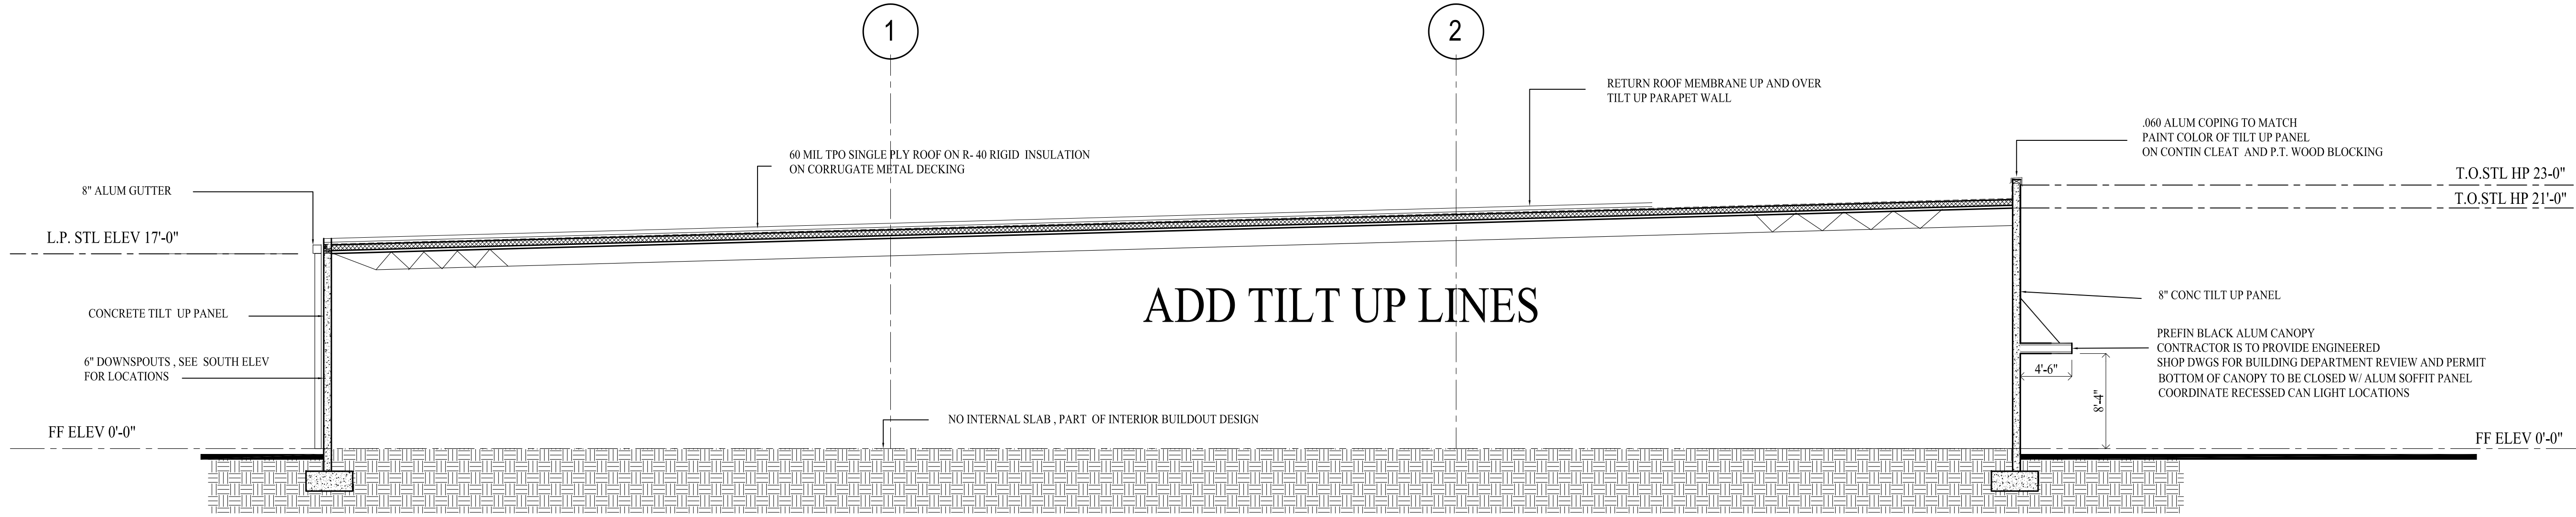 1
2
RETURN ROOF MEMBRANE UP AND OVER
TILT UP PARAPET WALL
.060 ALUM COPING TO MATCH
PAINT COLOR OF TILT UP PANEL
ON CONTIN CLEAT AND P.T. WOOD BLOCKING
60 MIL TPO SINGLE PLY ROOF ON R- 40 RIGID INSULATION
ON CORRUGATE METAL DECKING
T.O.STL HP 23-0"
T.O.STL HP 21'-0"
8" ALUM GUTTER
L.P. STL ELEV 17'-0"
ADD TILT UP LINES
8" CONC TILT UP PANEL
CONCRETE TILT UP PANEL
PREFIN BLACK ALUM CANOPY
CONTRACTOR IS TO PROVIDE ENGINEERED
SHOP DWGS FOR BUILDING DEPARTMENT REVIEW AND PERMIT
BOTTOM OF CANOPY TO BE CLOSED W/ ALUM SOFFIT PANEL
COORDINATE RECESSED CAN LIGHT LOCATIONS
6" DOWNSPOUTS , SEE SOUTH ELEV
FOR LOCATIONS
4'-6"
8'-4"
NO INTERNAL SLAB , PART OF INTERIOR BUILDOUT DESIGN
FF ELEV 0'-0"
FF ELEV 0'-0"